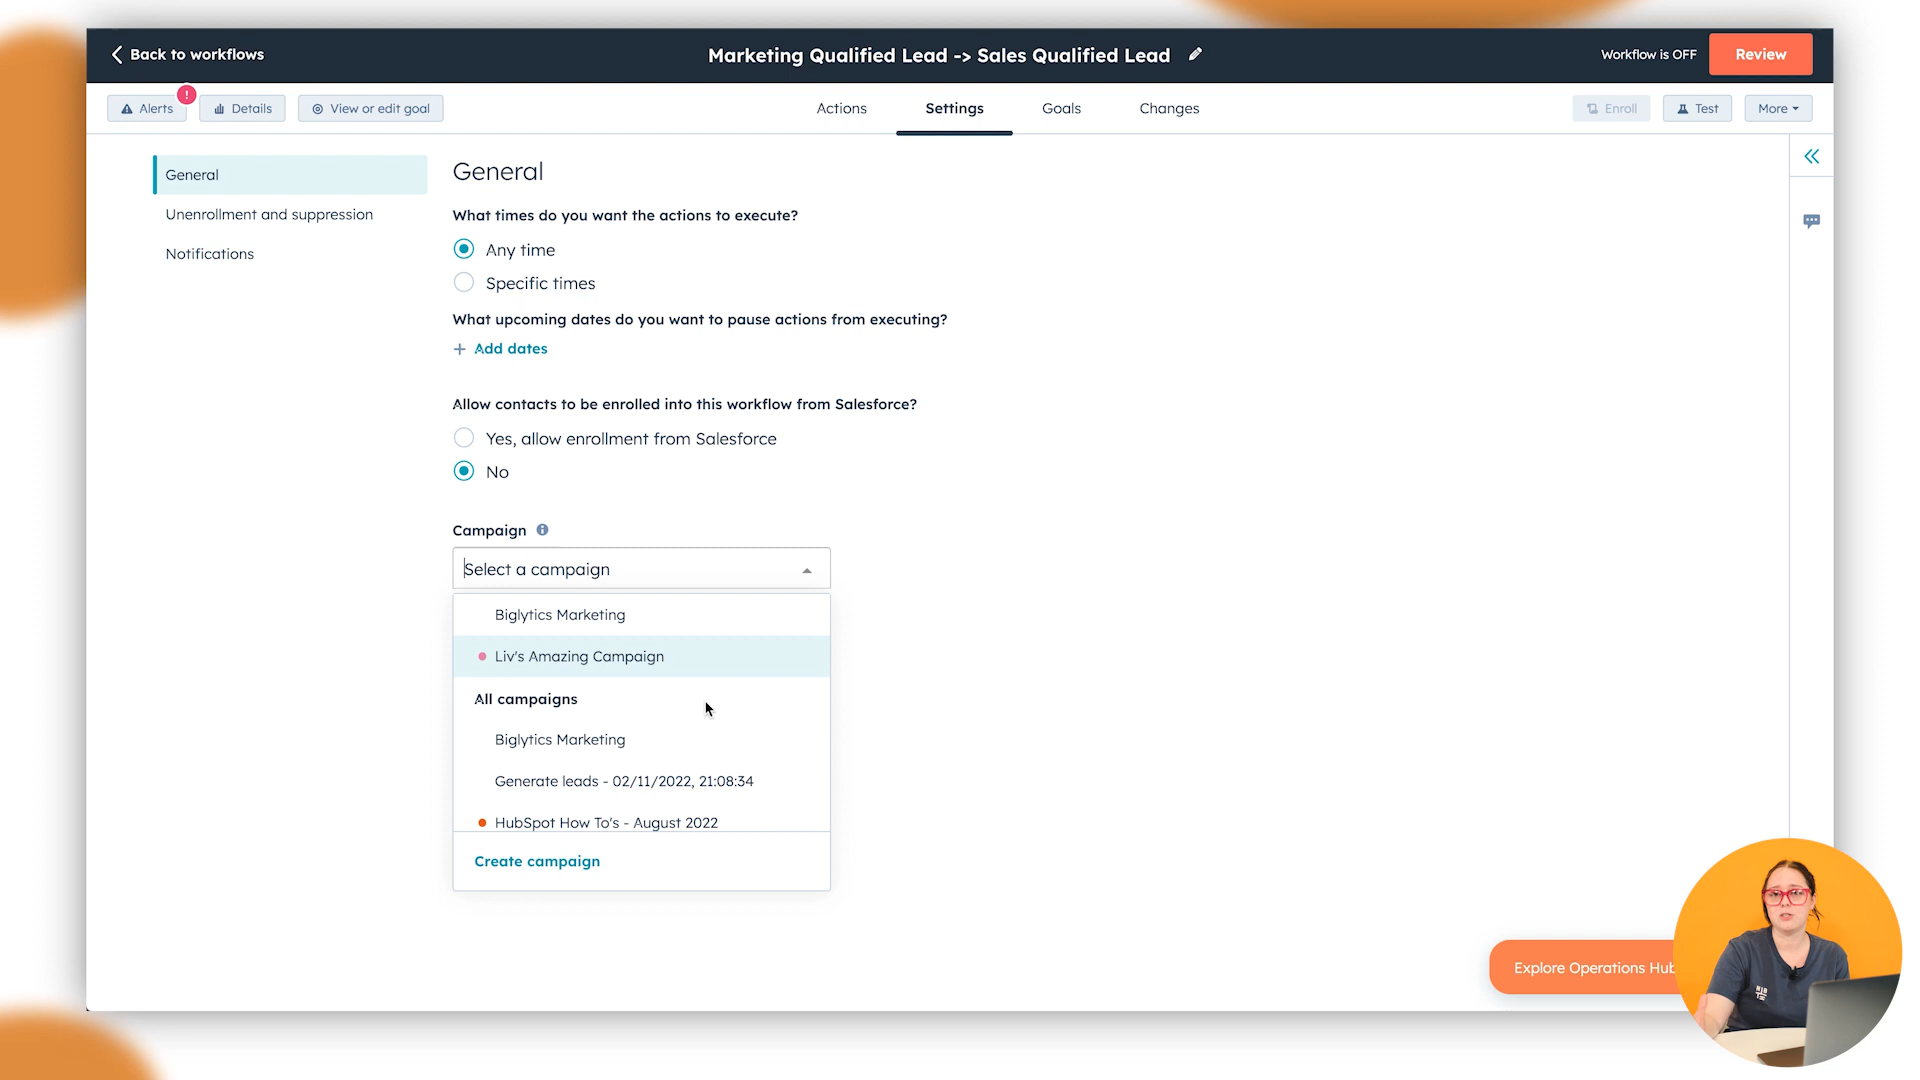 Back to workflows
Marketing Qualified Lead -> Sales Qualified Lead
Workflow is OFF
Review
Alerts
!
Details
View or edit goal
Actions
Settings
Goals
Changes
Enroll
Test
More
General
Unenrollment and suppression
Notifications
General
What times do you want the actions to execute?
Any time
Specific times
What upcoming dates do you want to pause actions from executing?
+ Add dates
Allow contacts to be enrolled into this workflow from Salesforce?
Yes, allow enrollment from Salesforce
No
Campaign
Select a campaign
Biglytics Marketing
Liv's Amazing Campaign
All campaigns
Biglytics Marketing
Generate leads - 02/11/2022, 21:08:34
HubSpot How To's - August 2022
Create campaign
Explore Operations Hub